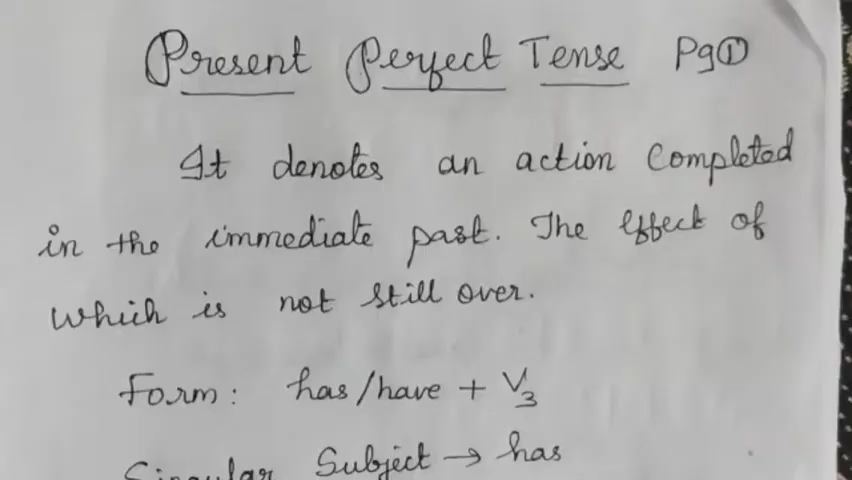 Present Perfect Tense Pg①
It denotes an action completed
in the immediate past. The effect of
which is not still over.
Form: has/have + V₃
Singular Subject → has